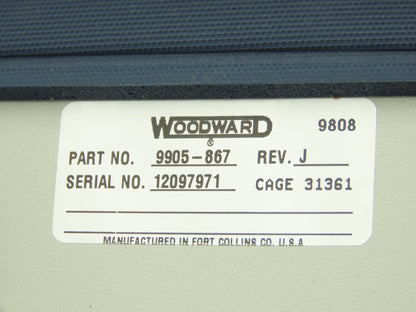 WOODWARD 9808
®
PART NO. 9905-867 REV. J
SERIAL NO. 12097971 CAGE 31361
MANUFACTURED IN FORT COLLINS CO, U.S.A